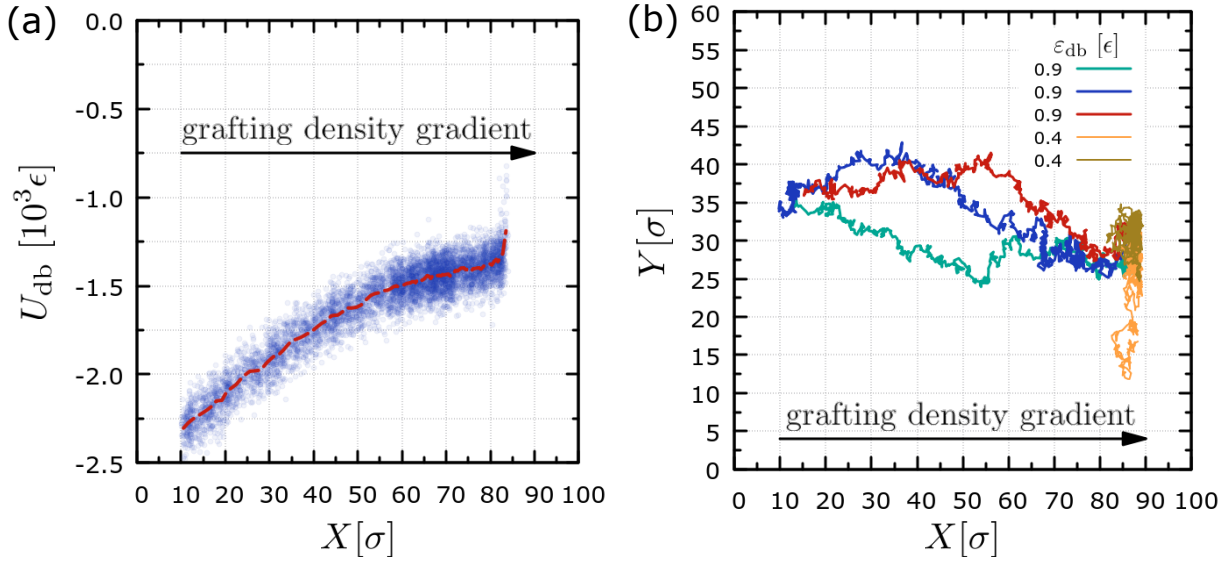 (a)
0.0
-0.5
-1.0
-1.5
-2.0
-2.5
U_db [10³ϵ]
grafting density gradient
0 10 20 30 40 50 60 70 80 90 100
X[σ]
(b)
60
55
50
45
40
35
30
25
20
15
10
5
0
Y[σ]
ε_db [ϵ]
0.9
0.9
0.9
0.4
0.4
grafting density gradient
0 10 20 30 40 50 60 70 80 90 100
X[σ]